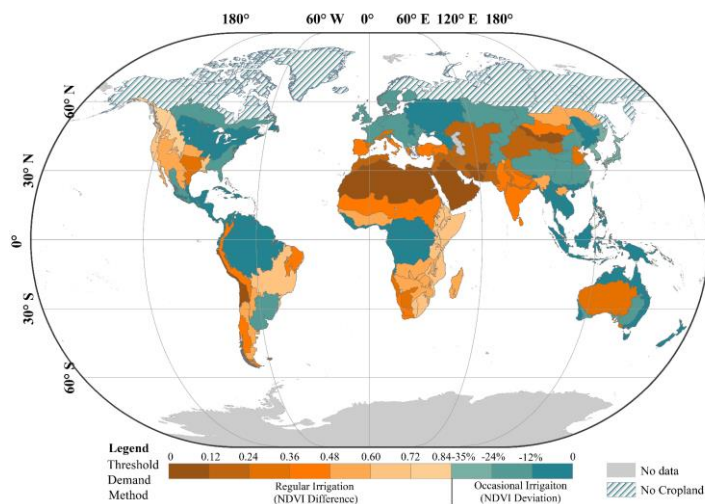 180° 60° W 0° 60° E 120° E 180°
60° N
30° N
0°
30° S
60° S
Legend
0 0.12 0.24 0.36 0.48 0.60 0.72 0.84-35% -24% -12% 0
Threshold
Demand
Method
Regular Irrigation
(NDVI Difference)
Occasional Irrigaiton
(NDVI Deviation)
No data
No Cropland